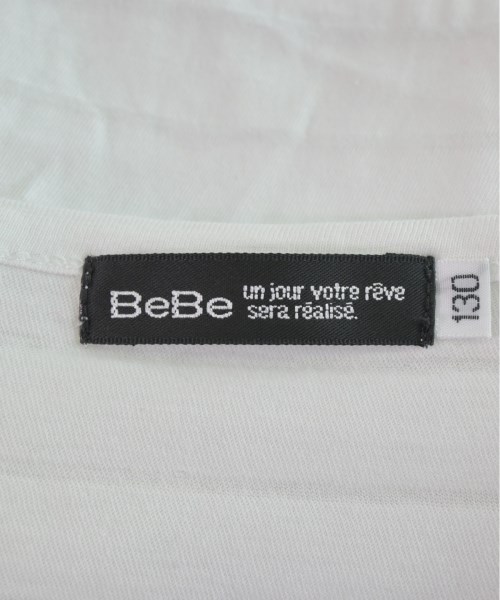 BeBe
un jour votre rêve
sera réalisé.
130